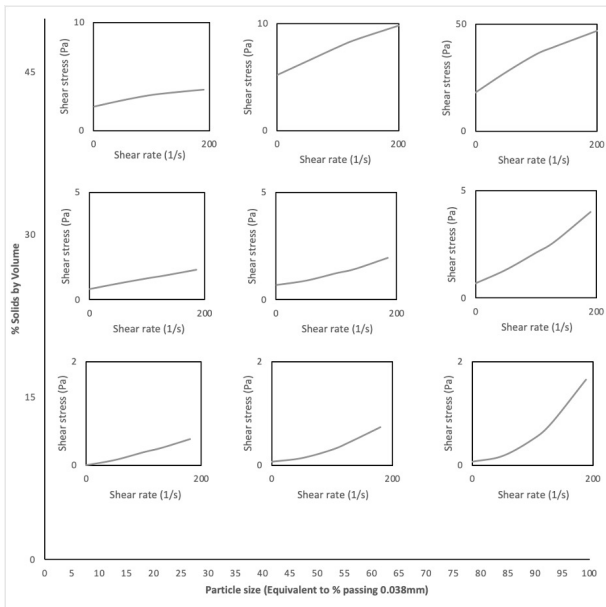 10
Shear stress (Pa)
0
0
200
Shear rate (1/s)
10
Shear stress (Pa)
0
0
200
Shear rate (1/s)
50
Shear stress (Pa)
0
0
200
Shear rate (1/s)
45
5
Shear stress (Pa)
0
0
200
Shear rate (1/s)
5
Shear stress (Pa)
0
0
200
Shear rate (1/s)
5
Shear stress (Pa)
0
0
200
Shear rate (1/s)
30
% Solids by Volume
2
Shear stress (Pa)
0
0
200
Shear rate (1/s)
2
Shear stress (Pa)
0
0
200
Shear rate (1/s)
2
Shear stress (Pa)
0
0
200
Shear rate (1/s)
15
0
0 5 10 15 20 25 30 35 40 45 50 55 60 65 70 75 80 85 90 95 100
Particle size (Equivalent to % passing 0.038mm)